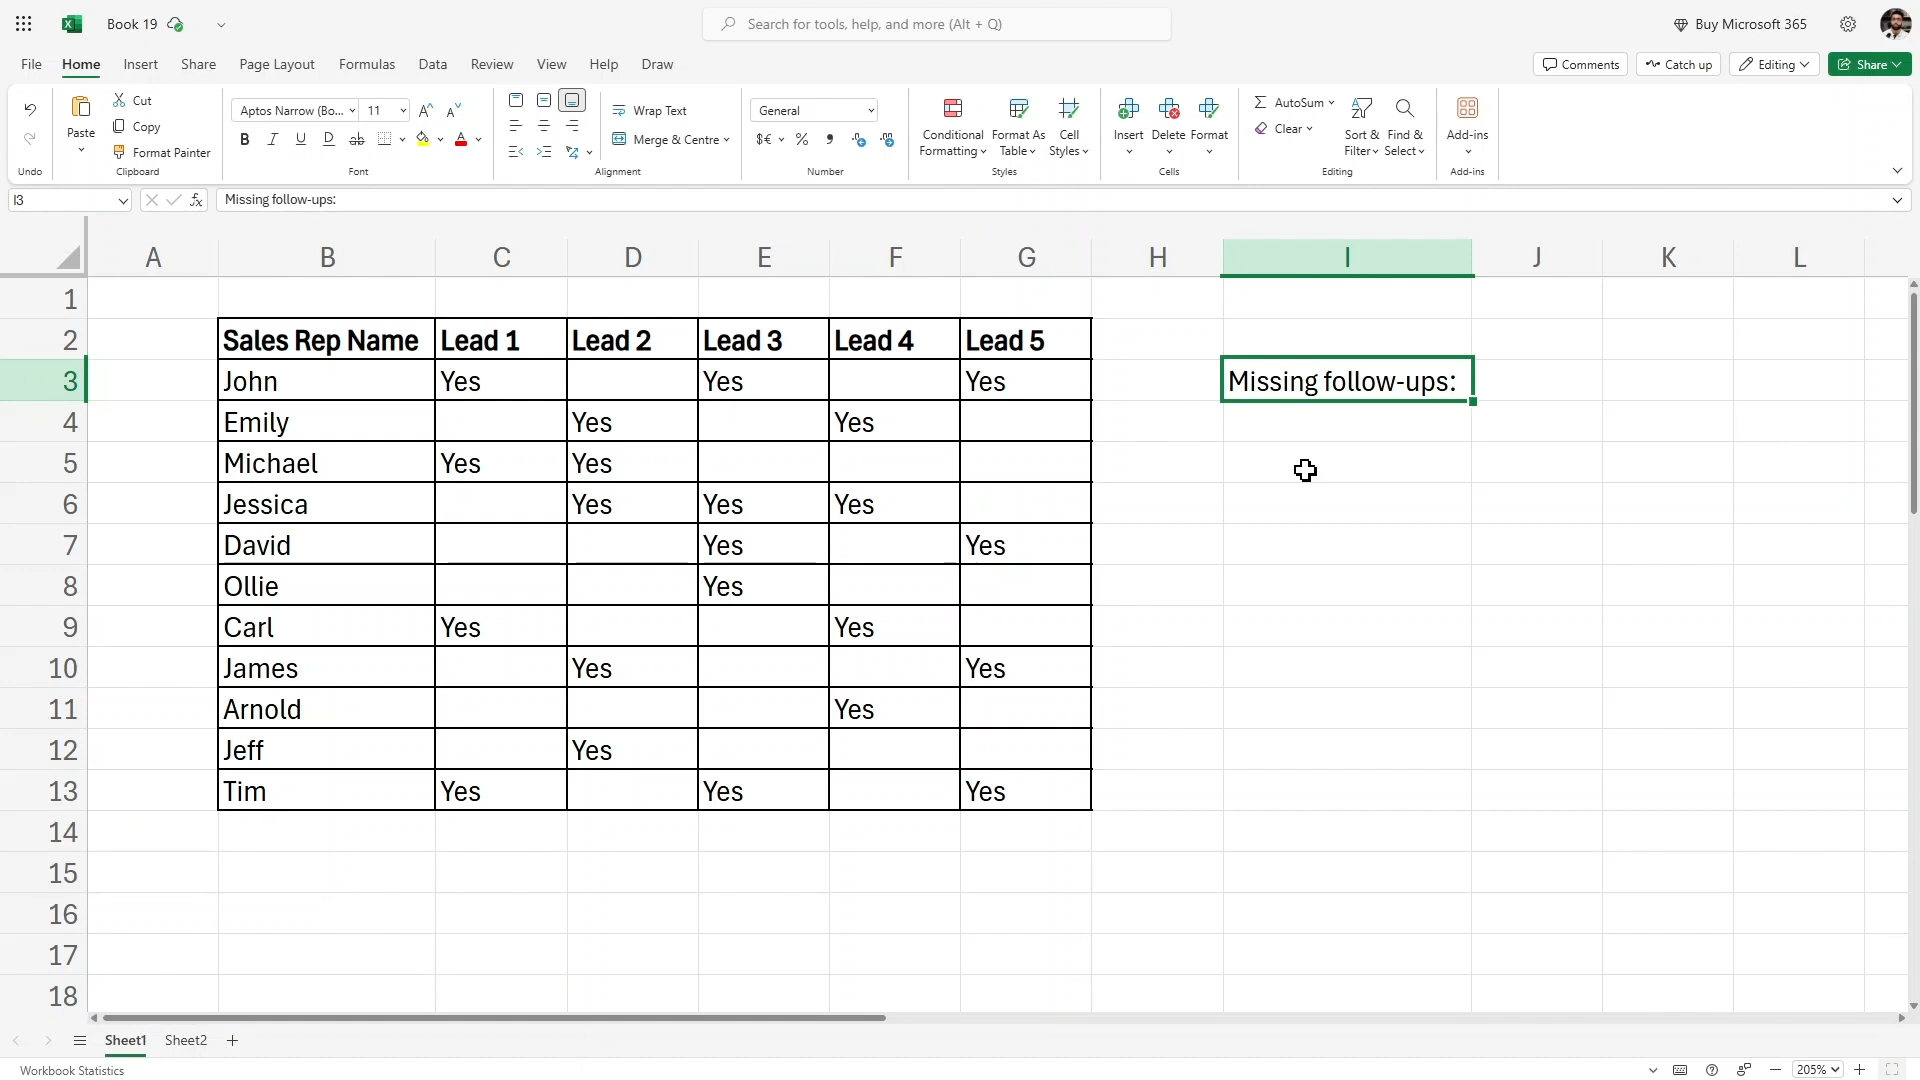 Book 19
Search for tools, help, and more (Alt + Q)
Buy Microsoft 365
File Home Insert Share Page Layout Formulas Data Review View Help Draw
Comments Catch up Editing Share
Paste Cut Copy Format Painter
Aptos Narrow (Bo... 11
B I U D ab A
Wrap Text
Merge & Centre
General
$€ % 9
Conditional Formatting Format As Table Cell Styles
Insert Delete Format
AutoSum
Clear
Sort & Filter Find & Select
Add-ins
Undo Clipboard Font Alignment Number Styles Cells Editing Add-ins
I3 fx Missing follow-ups:
A B C D E F G H I J K L
1
2 Sales Rep Name Lead 1 Lead 2 Lead 3 Lead 4 Lead 5
3 John Yes Yes Yes Missing follow-ups:
4 Emily Yes Yes
5 Michael Yes Yes
6 Jessica Yes Yes Yes
7 David Yes Yes
8 Ollie Yes
9 Carl Yes Yes
10 James Yes Yes
11 Arnold Yes
12 Jeff Yes
13 Tim Yes Yes Yes
14
15
16
17
18
Sheet1 Sheet2
Workbook Statistics
205%